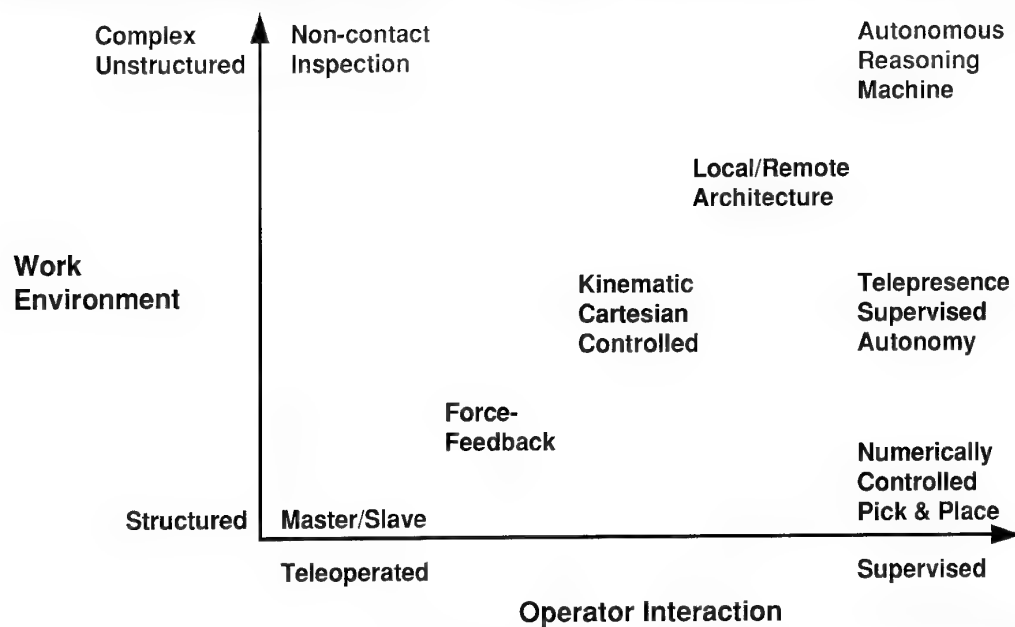 Complex
Unstructured
Non-contact
Inspection
Autonomous
Reasoning
Machine
Local/Remote
Architecture
Work
Environment
Kinematic
Cartesian
Controlled
Telepresence
Supervised
Autonomy
Force-
Feedback
Numerically
Controlled
Pick & Place
Structured
Master/Slave
Teleoperated
Supervised
Operator Interaction